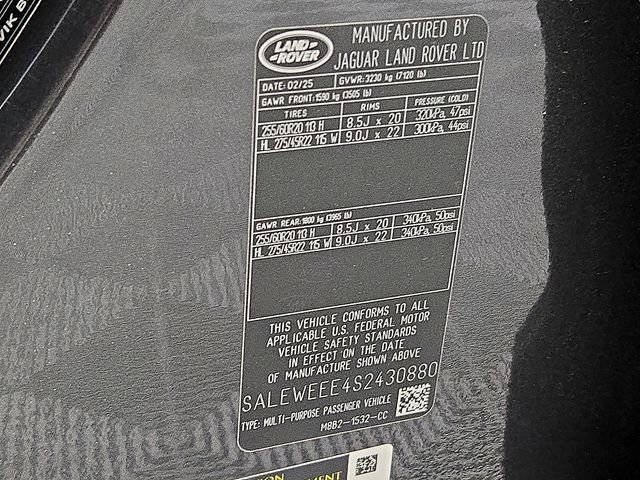 VIK B
LAND
ROVER
MANUFACTURED BY
JAGUAR LAND ROVER LTD
DATE: 02/25 GVWR: 3230 kg (7120 lb)
GAWR FRONT: 1590 kg (3505 lb)
TIRES RIMS PRESSURE (COLD)
255/60R20 113 H 8.5J x 20 320kPa, 47psi
HL 275/45R22 115 W 9.0J x 22 300kPa, 44psi
GAWR REAR: 1800 kg (3965 lb)
255/60R20 113 H 8.5J x 20 340kPa, 50psi
HL 275/45R22 115 W 9.0J x 22 340kPa, 50psi
THIS VEHICLE CONFORMS TO ALL
APPLICABLE U.S. FEDERAL MOTOR
VEHICLE SAFETY STANDARDS
IN EFFECT ON THE DATE
OF MANUFACTURE SHOWN ABOVE
SALEWEEE4S2430880
TYPE: MULTI-PURPOSE PASSENGER VEHICLE
M8B2-1532-CC